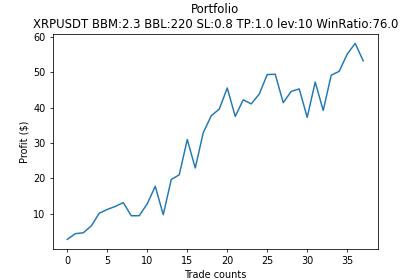 Portfolio
XRPUSDT BBM:2.3 BBL:220 SL:0.8 TP:1.0 lev:10 WinRatio:76.0
60
50
40
30
20
10
Profit ($)
0 5 10 15 20 25 30 35
Trade counts